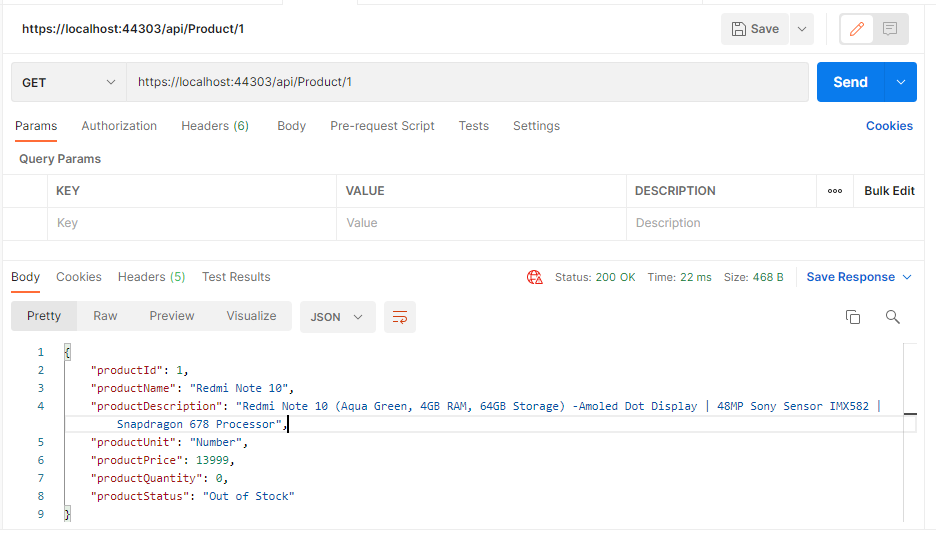 https://localhost:44303/api/Product/1 Save
GET https://localhost:44303/api/Product/1 Send
Params Authorization Headers (6) Body Pre-request Script Tests Settings Cookies
Query Params
KEY VALUE DESCRIPTION ooo Bulk Edit
Key Value Description
Body Cookies Headers (5) Test Results Status: 200 OK Time: 22 ms Size: 468 B Save Response
Pretty Raw Preview Visualize JSON
1 {
2 "productId": 1,
3 "productName": "Redmi Note 10",
4 "productDescription": "Redmi Note 10 (Aqua Green, 4GB RAM, 64GB Storage) -Amoled Dot Display | 48MP Sony Sensor IMX582 |
Snapdragon 678 Processor",
5 "productUnit": "Number",
6 "productPrice": 13999,
7 "productQuantity": 0,
8 "productStatus": "Out of Stock"
9 }